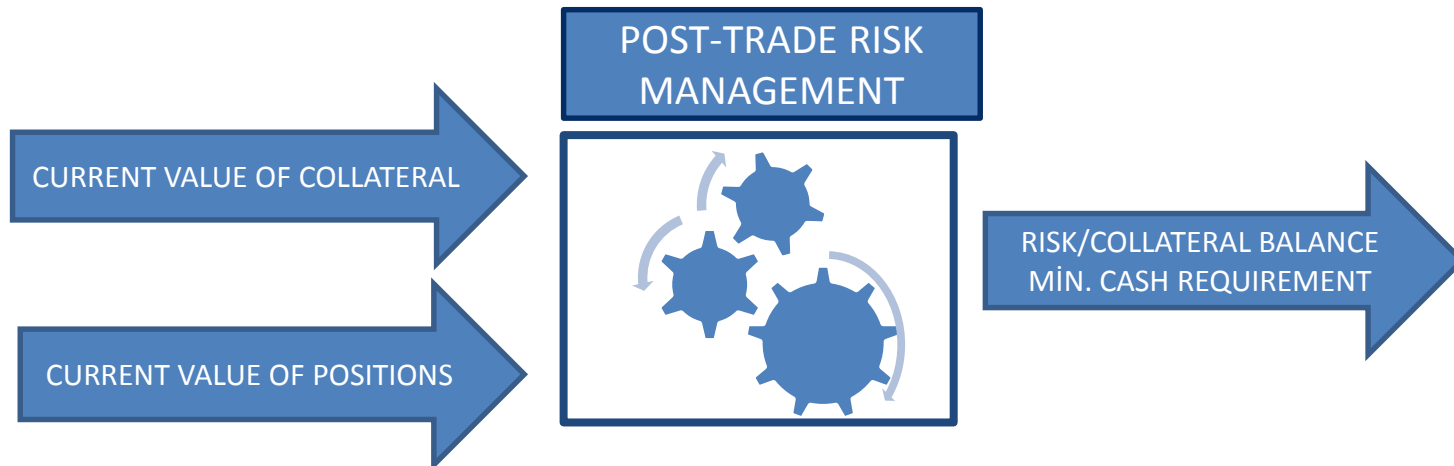 POST-TRADE RISK
MANAGEMENT
CURRENT VALUE OF COLLATERAL
CURRENT VALUE OF POSITIONS
RISK/COLLATERAL BALANCE
MİN. CASH REQUIREMENT